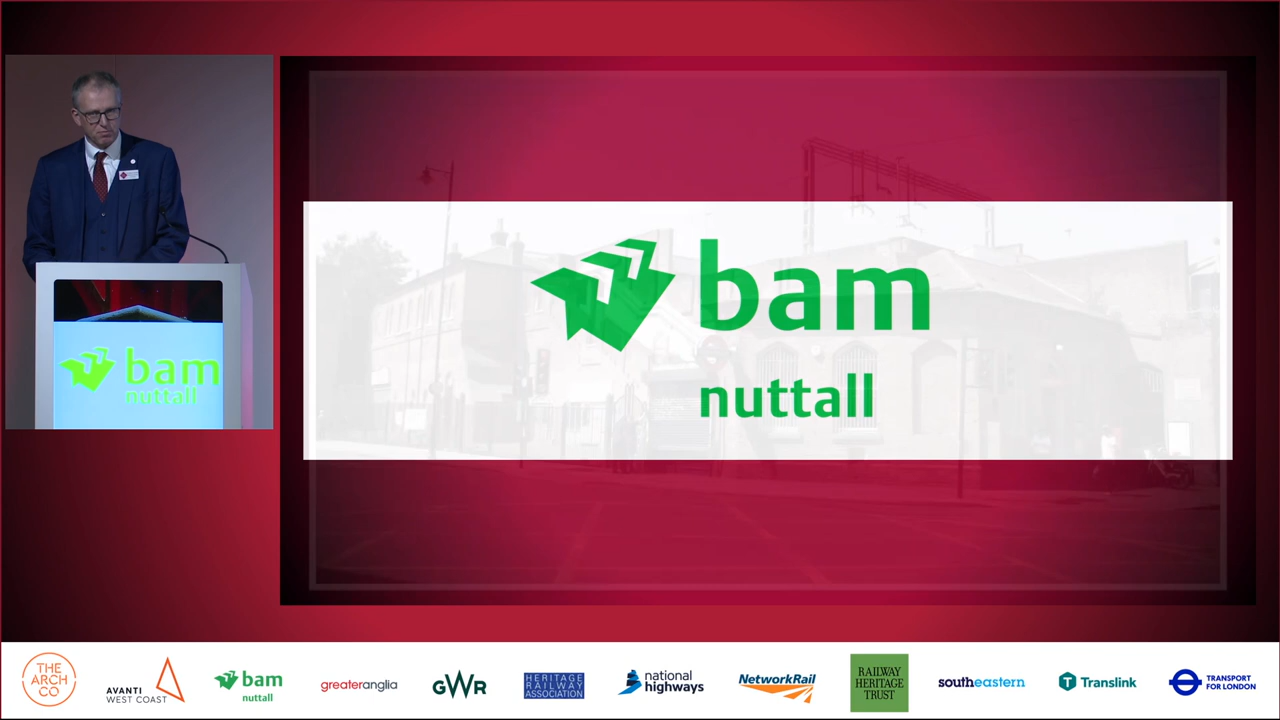 bam
nuttall
bam
nuttall
THE
ARCH
CO
AVANTI
WEST COAST
bam
nuttall
greateranglia
GWR
HERITAGE
RAILWAY
ASSOCIATION
national
highways
NetworkRail
RAILWAY
HERITAGE
TRUST
southeastern
Translink
TRANSPORT
FOR LONDON